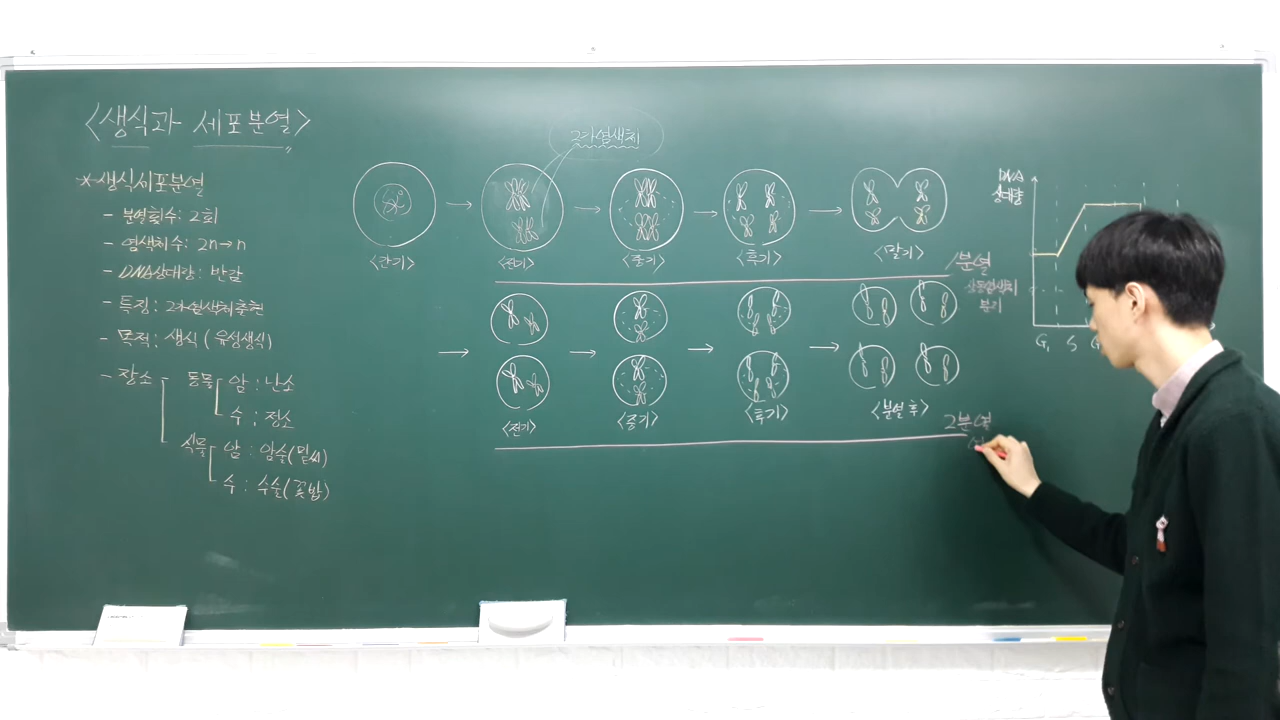 <생식과 세포분열>
* 생식세포분열
- 분열횟수: 2회
- 염색체수: 2n→n
- DNA상대량: 반감
- 특징: 2가염색체출현
- 목적: 생식 (유성생식)
- 장소
동물
암 : 난소
수 : 정소
식물
암 : 암술(밑씨)
수 : 수술(꽃밥)
2가염색체
<간기>
<전기>
<중기>
<후기>
<말기>
1분열
상동염색체
분리
<전기>
<중기>
<후기>
<분열 후>
2분열
DNA
상대량
G₁ S